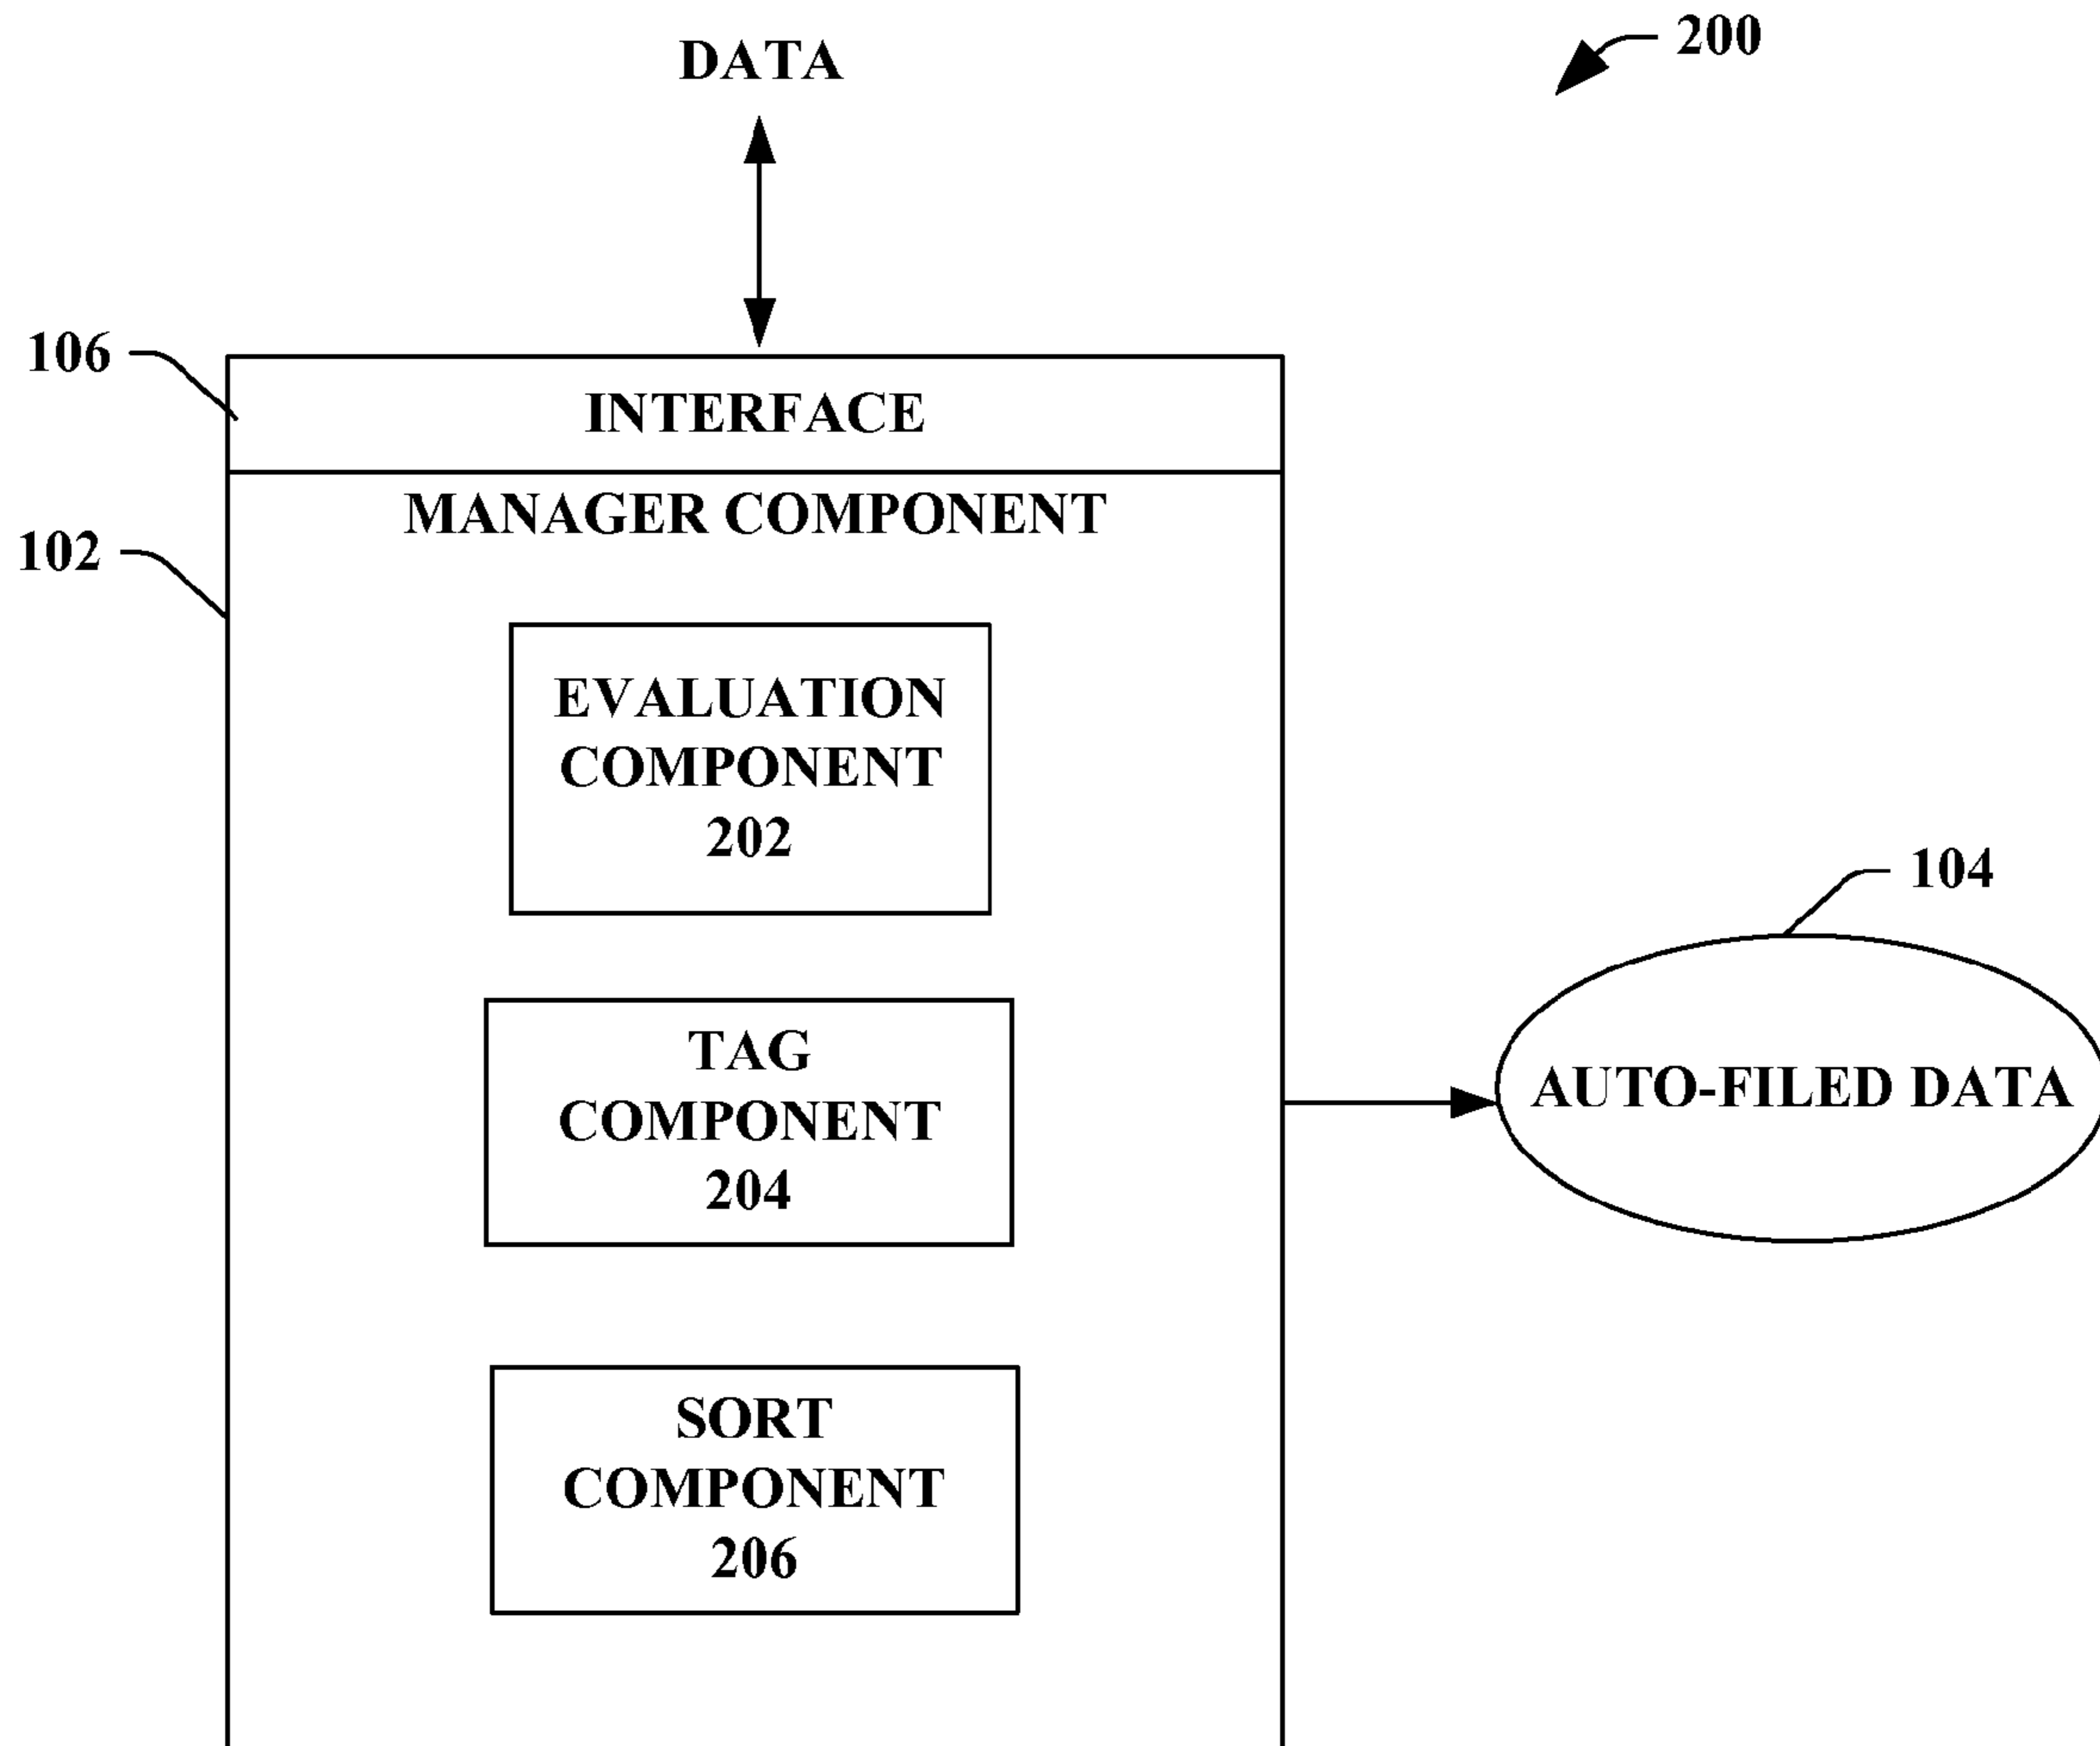 200
DATA
106
INTERFACE
MANAGER COMPONENT
102
EVALUATION
COMPONENT
202
104
TAG
COMPONENT
204
AUTO-FILED DATA
SORT
COMPONENT
206